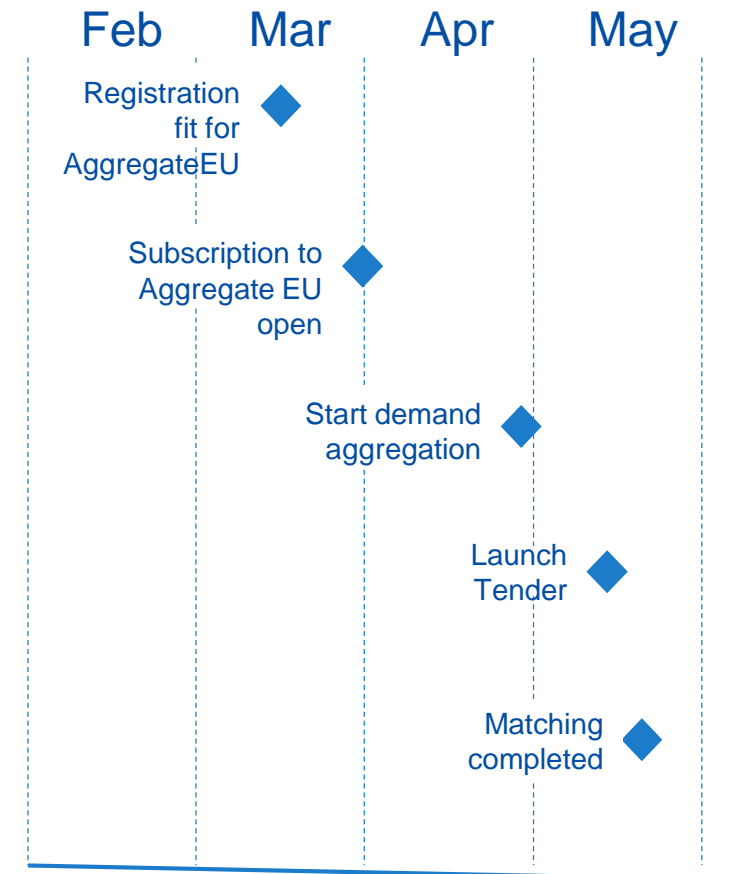 Feb Mar Apr May
Registration
fit for
AggregateEU
Subscription to
Aggregate EU
open
Start demand
aggregation
Launch
Tender
Matching
completed